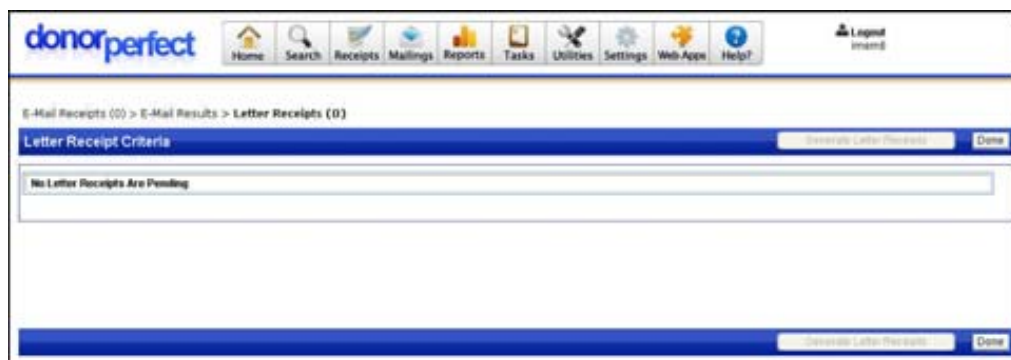 donorperfect
Home Search Receipts Mailings Reports Tasks Utilities Settings Web Apps Help?
Logout
E-Mail Receipts (0) > E-Mail Results > Letter Receipts (0)
Letter Receipt Criteria
Generate Letter Receipts Done
No Letter Receipts Are Pending
Generate Letter Receipts Done